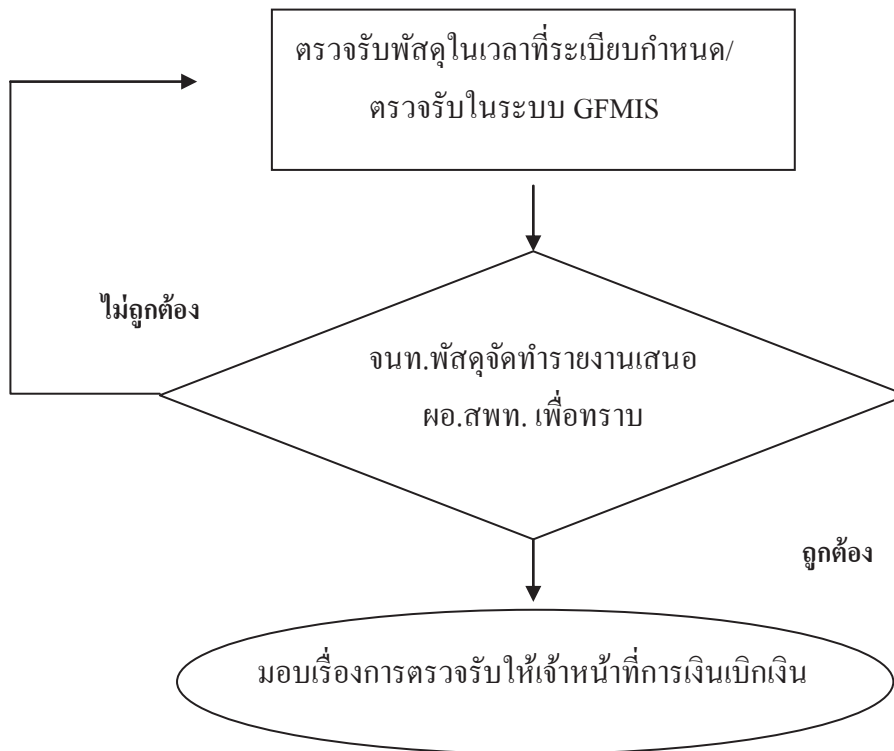 ตรวจรับพัสดุในเวลาที่ระเบียบกำหนด/
ตรวจรับในระบบ GFMIS
ไม่ถูกต้อง
จนท.พัสดุจัดทำรายงานเสนอ
ผอ.สพท. เพื่อทราบ
ถูกต้อง
มอบเรื่องการตรวจรับให้เจ้าหน้าที่การเงินเบิกเงิน